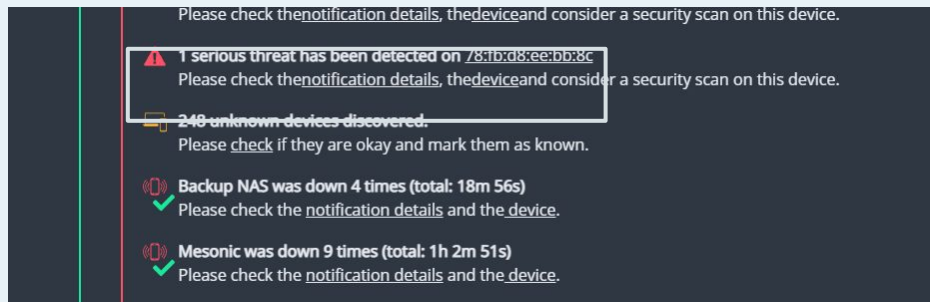 Please check thenotification details, thedeviceand consider a security scan on this device.
1 serious threat has been detected on 78:fb:d8:ee:bb:8c
Please check thenotification details, thedeviceand consider a security scan on this device.
248 unknown devices discovered.
Please check if they are okay and mark them as known.
Backup NAS was down 4 times (total: 18m 56s)
Please check the notification details and the device.
Mesonic was down 9 times (total: 1h 2m 51s)
Please check the notification details and the device.